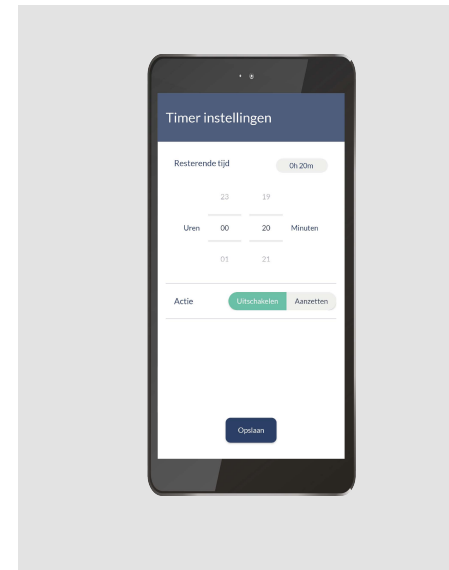 Timer instellingen
Resterende tijd 0h 20m
23 19
Uren 00 20 Minuten
01 21
Actie Uitschakelen Aanzetten
Opslaan